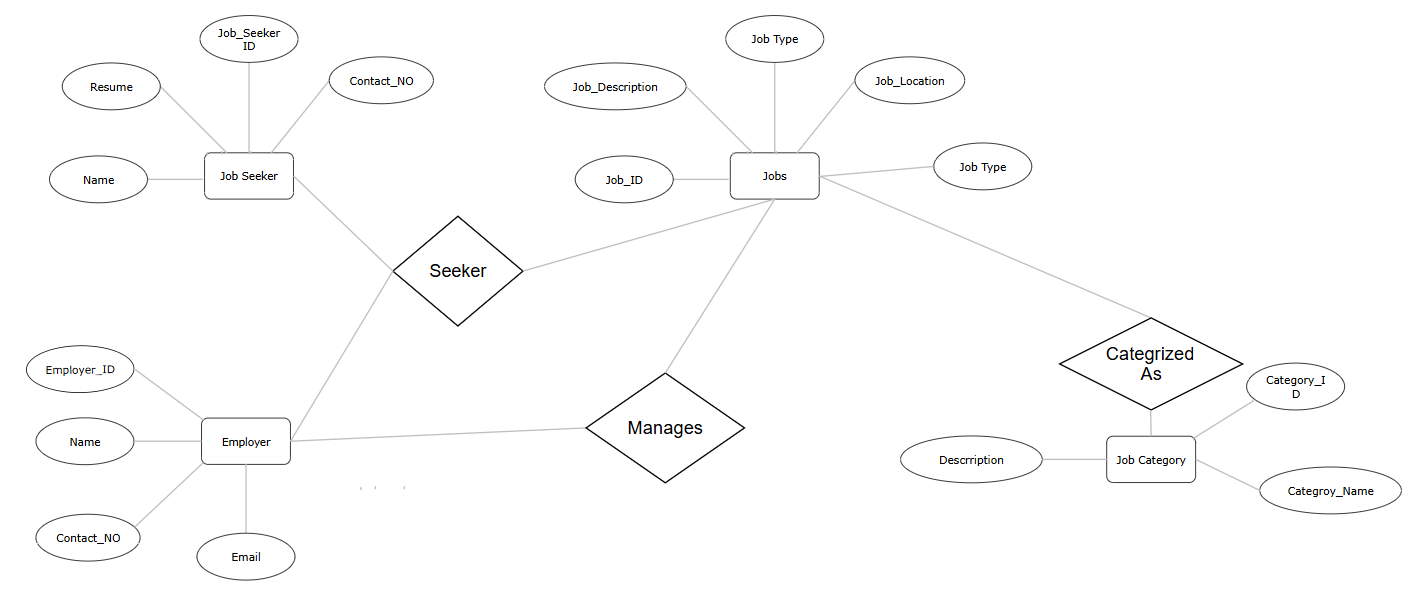 Job_Seeker
ID
Job Type
Resume
Contact_NO
Job_Description
Job_Location
Name
Job Seeker
Job_ID
Jobs
Job Type
Seeker
Categrized
As
Employer_ID
Category_I
D
Manages
Name
Employer
Descrription
Job Category
Categroy_Name
Contact_NO
Email